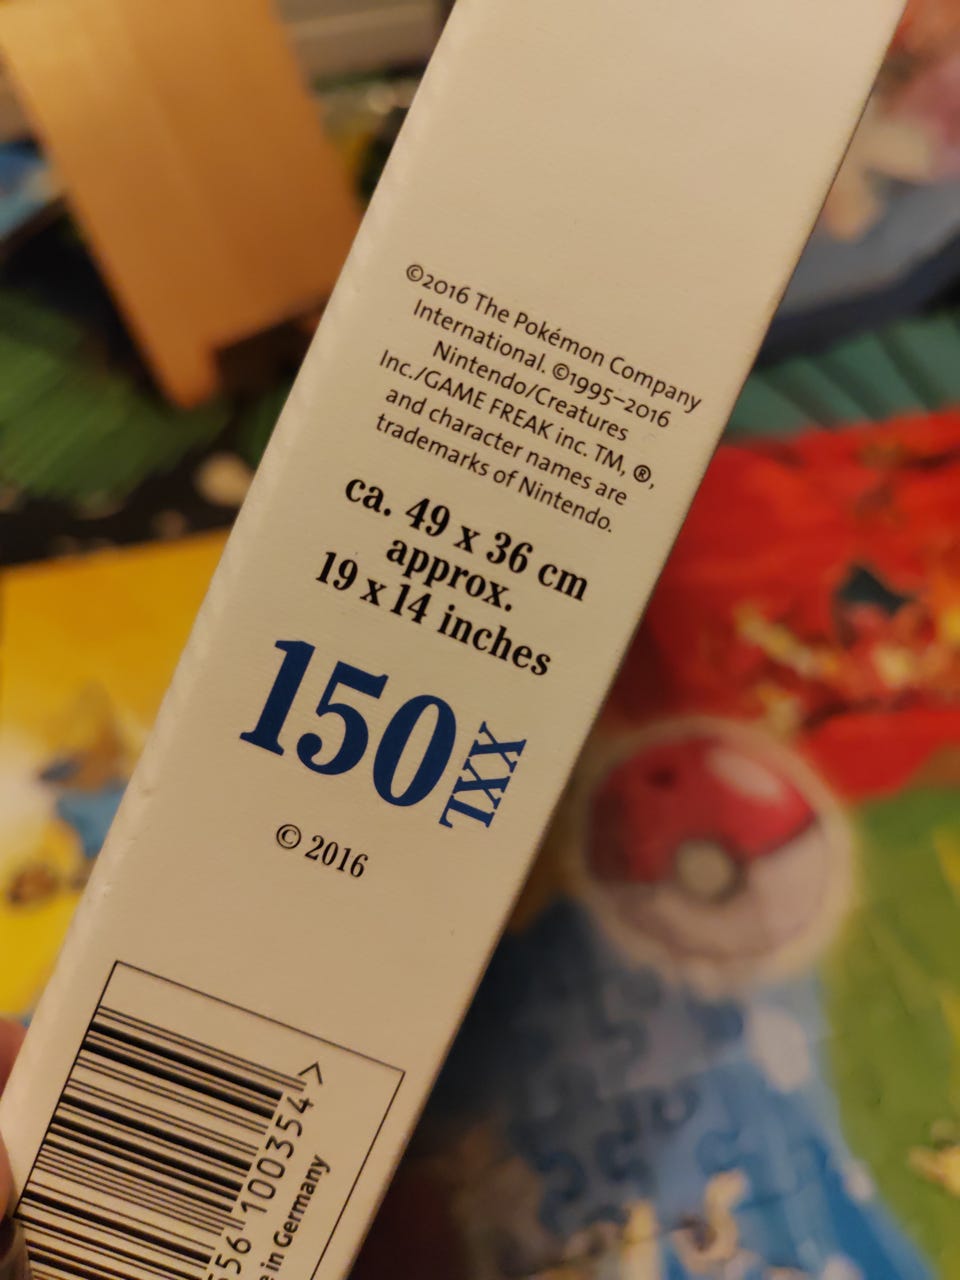 ©2016 The Pokémon Company
International. ©1995–2016
Nintendo/Creatures
Inc./GAME FREAK inc. TM, ®,
and character names are
trademarks of Nintendo.
ca. 49 x 36 cm
approx.
19 x 14 inches
150 XXL
© 2016
100354 >
in Germany